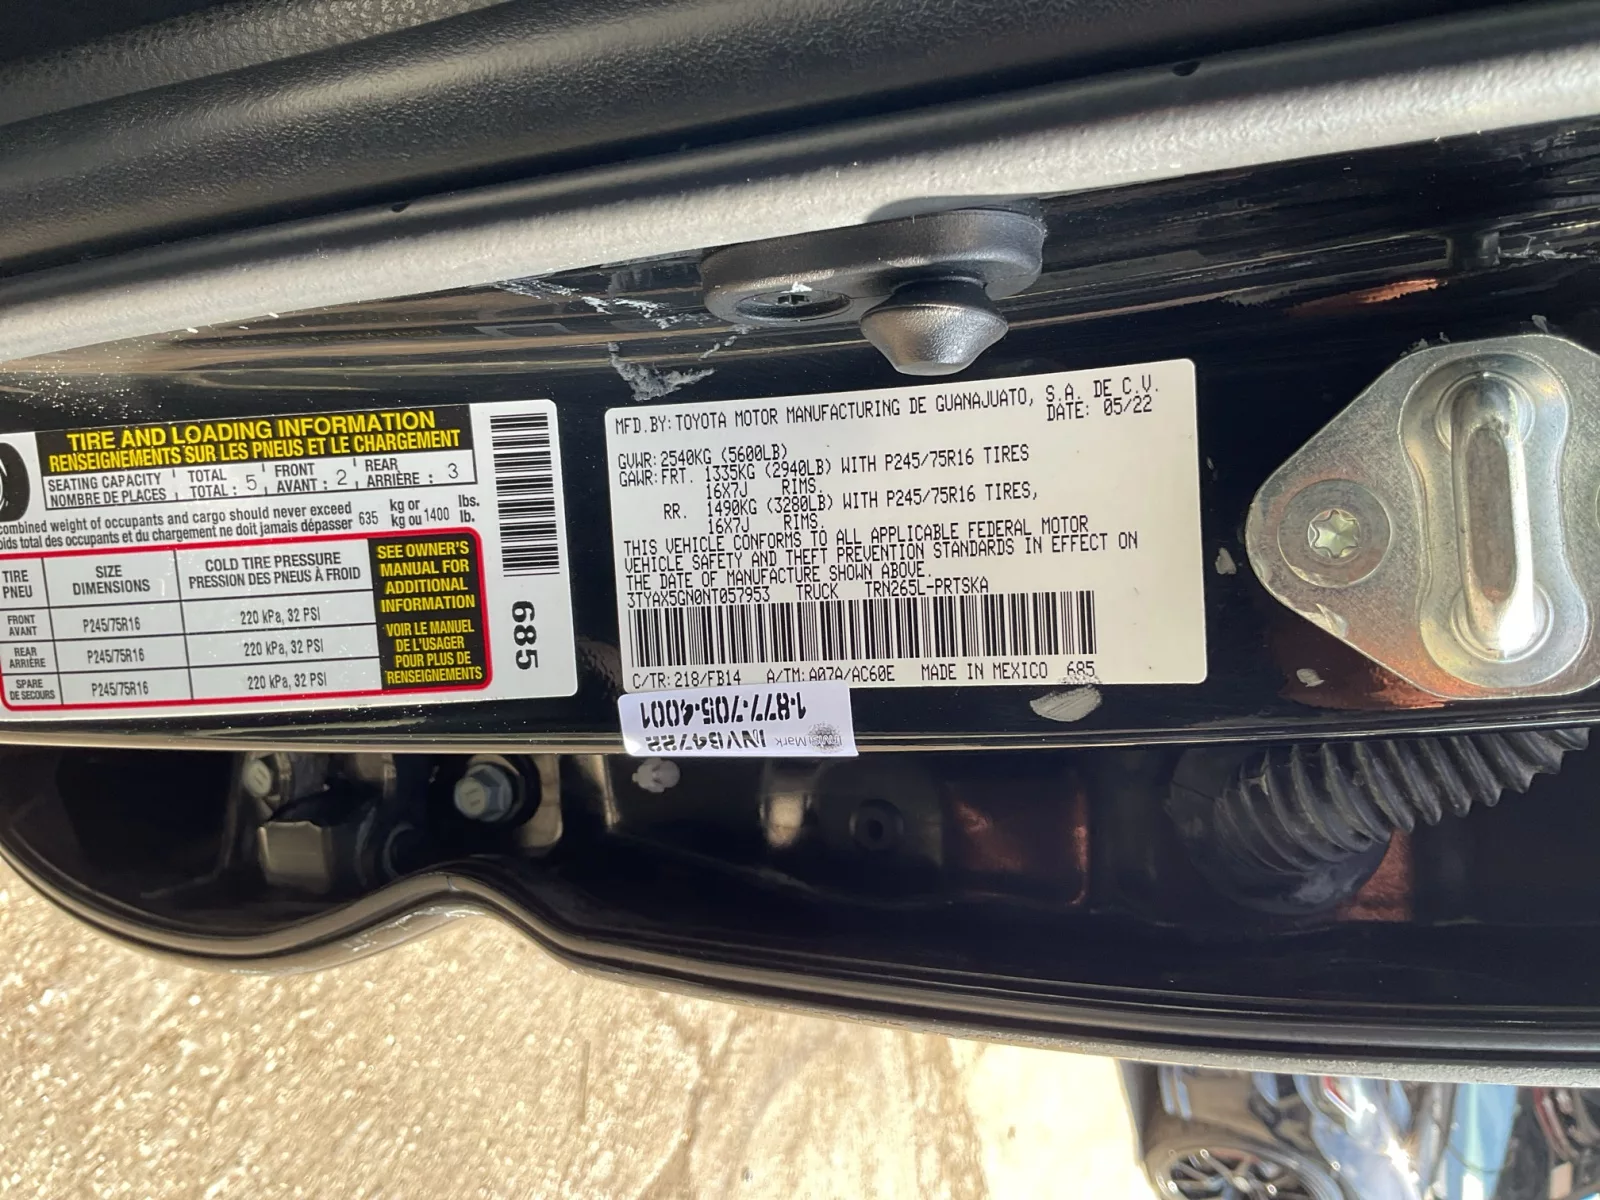 TIRE AND LOADING INFORMATION
RENSEIGNEMENTS SUR LES PNEUS ET LE CHARGEMENT
SEATING CAPACITY TOTAL FRONT REAR
NOMBRE DE PLACES TOTAL : 5 AVANT : 2 ARRIÈRE : 3
combined weight of occupants and cargo should never exceed 635 kg or 1400 lbs.
total des occupants et du chargement ne doit jamais dépasser kg ou lb.
TIRE SIZE COLD TIRE PRESSURE
PNEU DIMENSIONS PRESSION DES PNEUS À FROID
FRONT
AVANT P245/75R16 220 kPa, 32 PSI
REAR
ARRIÈRE P245/75R16 220 kPa, 32 PSI
SPARE
DE SECOURS P245/75R16 220 kPa, 32 PSI
SEE OWNER'S
MANUAL FOR
ADDITIONAL
INFORMATION
VOIR LE MANUEL
DE L'USAGER
POUR PLUS DE
RENSEIGNEMENTS
685
MFD.BY: TOYOTA MOTOR MANUFACTURING DE GUANAJUATO, S.A. DE C.V.
DATE: 05/22
GVWR: 2540KG (5600LB)
GAWR: FRT. 1335KG (2940LB) WITH P245/75R16 TIRES
16X7J RIMS.
RR. 1490KG (3280LB) WITH P245/75R16 TIRES,
16X7J RIMS.
THIS VEHICLE CONFORMS TO ALL APPLICABLE FEDERAL MOTOR
VEHICLE SAFETY AND THEFT PREVENTION STANDARDS IN EFFECT ON
THE DATE OF MANUFACTURE SHOWN ABOVE.
3TYAX5GN0NT057953 TRUCK TRN265L-PRTSKA
C/TR: 218/FB14 A/TM: A07A/AC60E MADE IN MEXICO 685
Mark INVB4722
1-877-705-4001